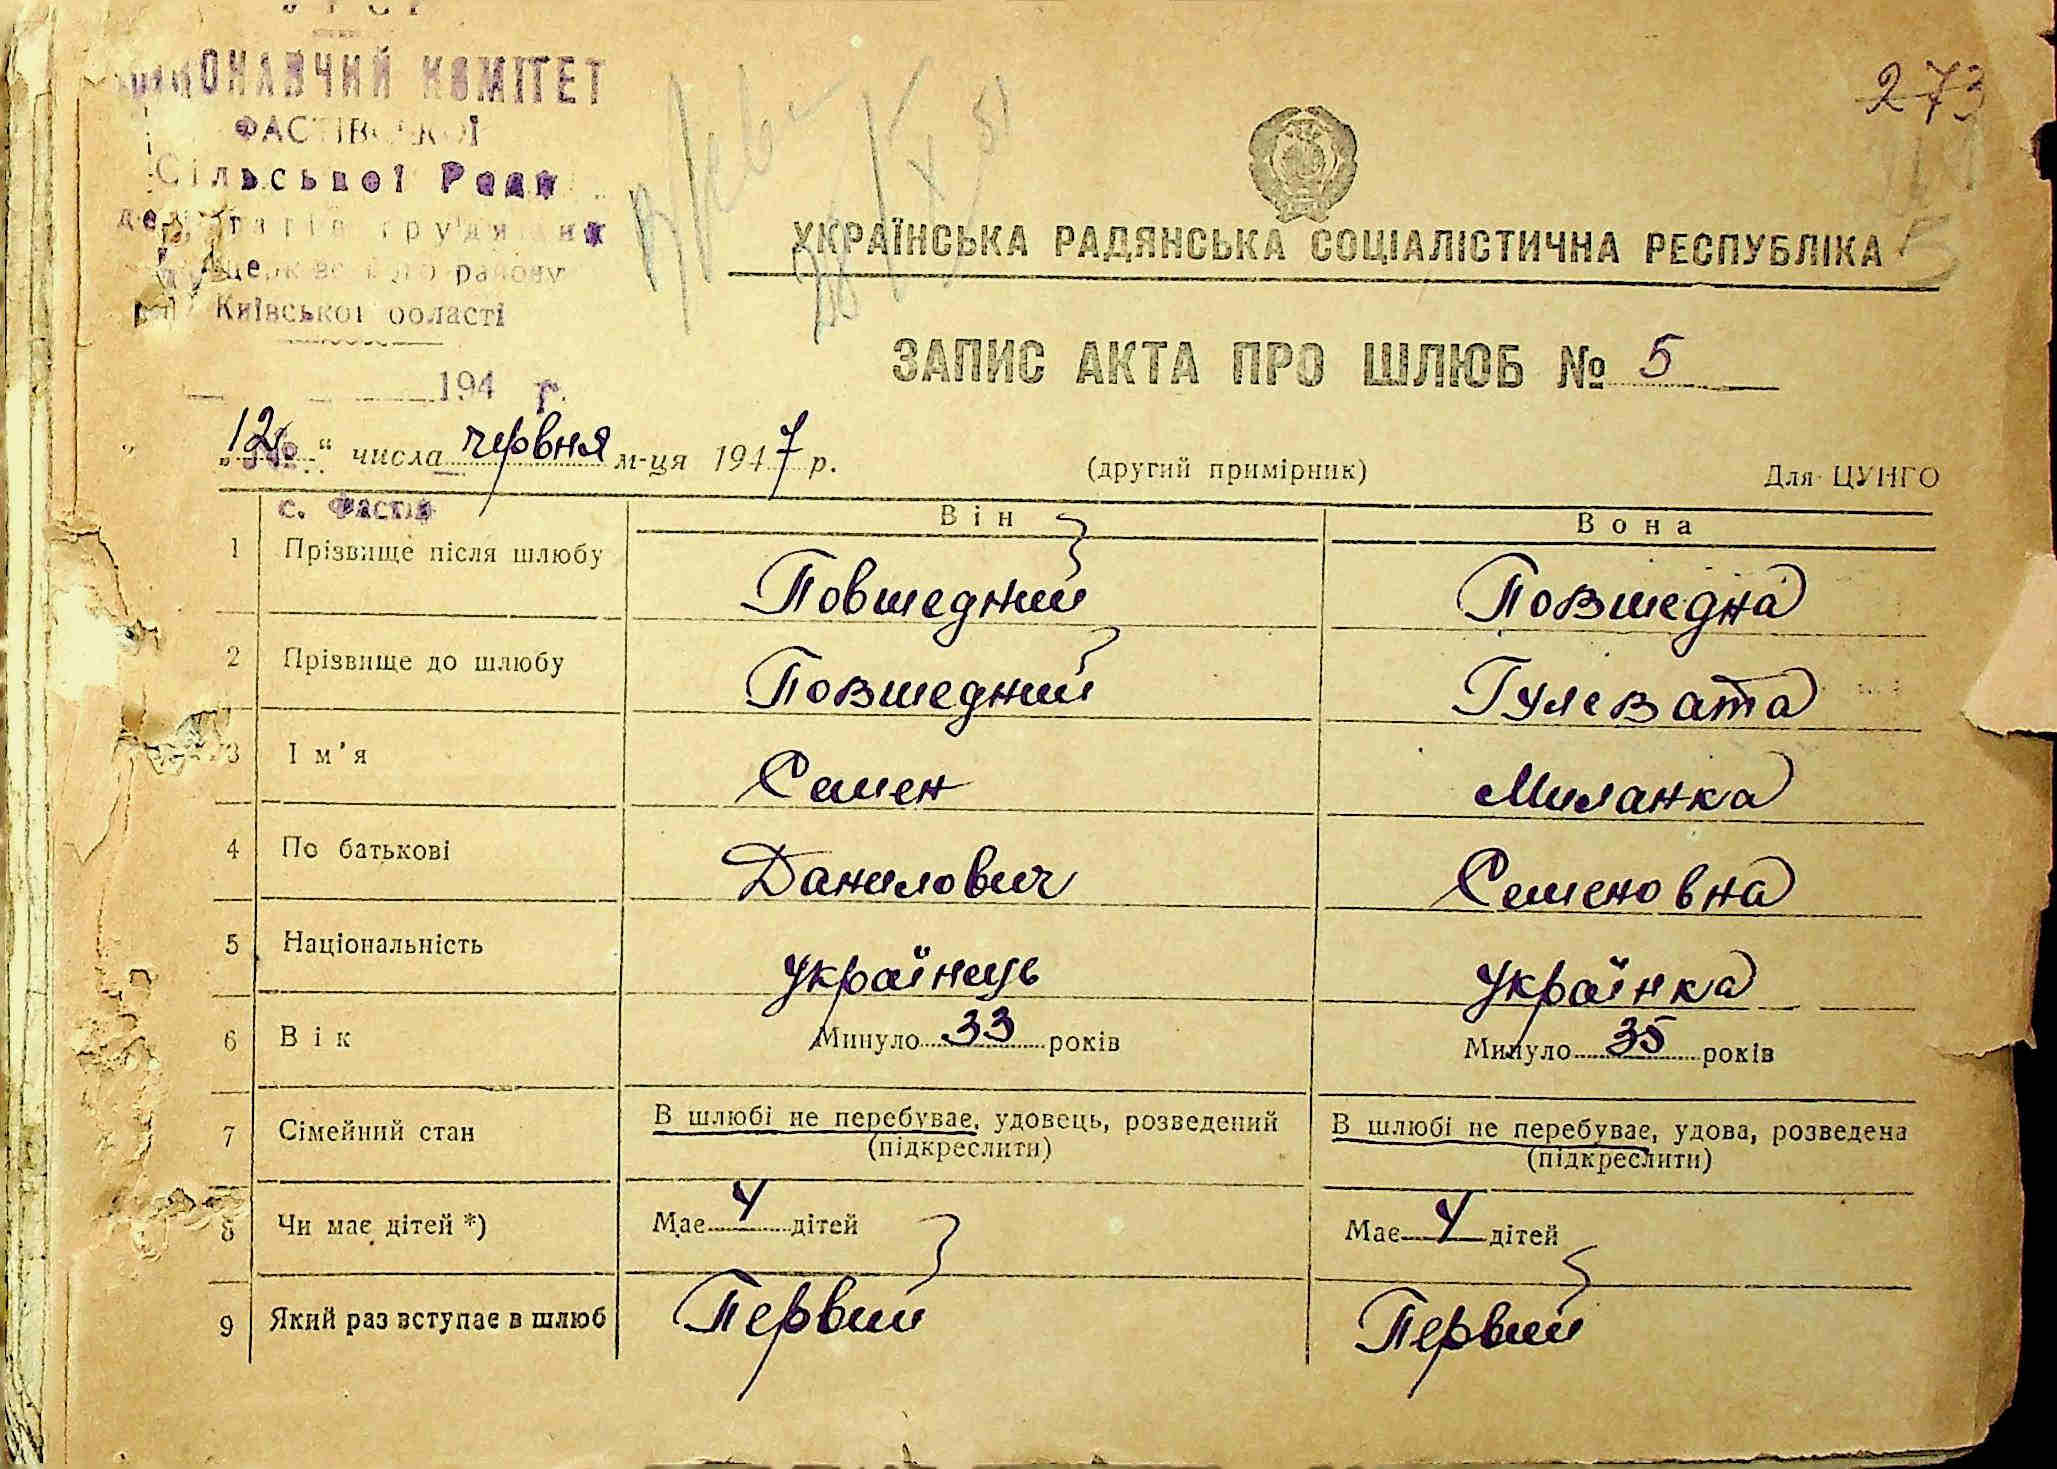 УРСР
ВИКОНАВЧИЙ КОМІТЕТ
ФАСТІВСЬКОЇ
Сільської Ради
депутатів трудящих
району
Київської області
194 г.
273
УКРАЇНСЬКА РАДЯНСЬКА СОЦІАЛІСТИЧНА РЕСПУБЛІКА
ЗАПИС АКТА ПРО ШЛЮБ № 5
„12“ числа червня м-ця 1947 р. (другий примірник) Для ЦУНГО
с. Фастів
Він Вона
1 Прізвище після шлюбу Повшедний Повшедна
2 Прізвище до шлюбу Повшедний Гулевата
3 Ім’я Семен Миланка
4 По батькові Данилович Семеновна
5 Національність українець українка
6 Вік Минуло 33 років Минуло 35 років
7 Сімейний стан В шлюбі не перебуває, удовець, розведений В шлюбі не перебуває, удова, розведена
(підкреслити) (підкреслити)
8 Чи має дітей *) Має 4 дітей Має 4 дітей
9 Який раз вступає в шлюб Первий Первий